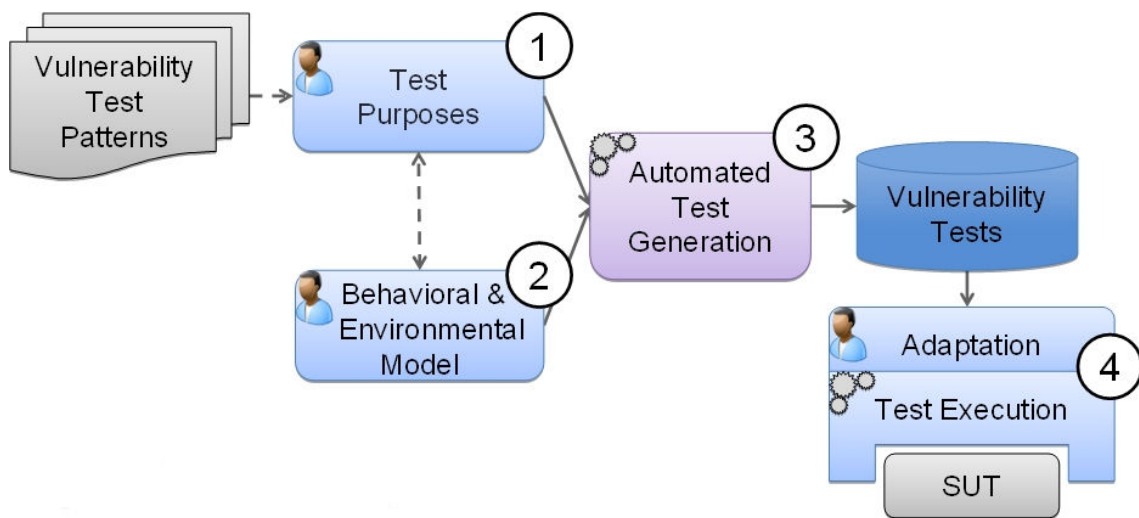 Vulnerability
Test
Patterns
1
Test
Purposes
2
Behavioral &
Environmental
Model
3
Automated
Test
Generation
Vulnerability
Tests
Adaptation
4
Test Execution
SUT